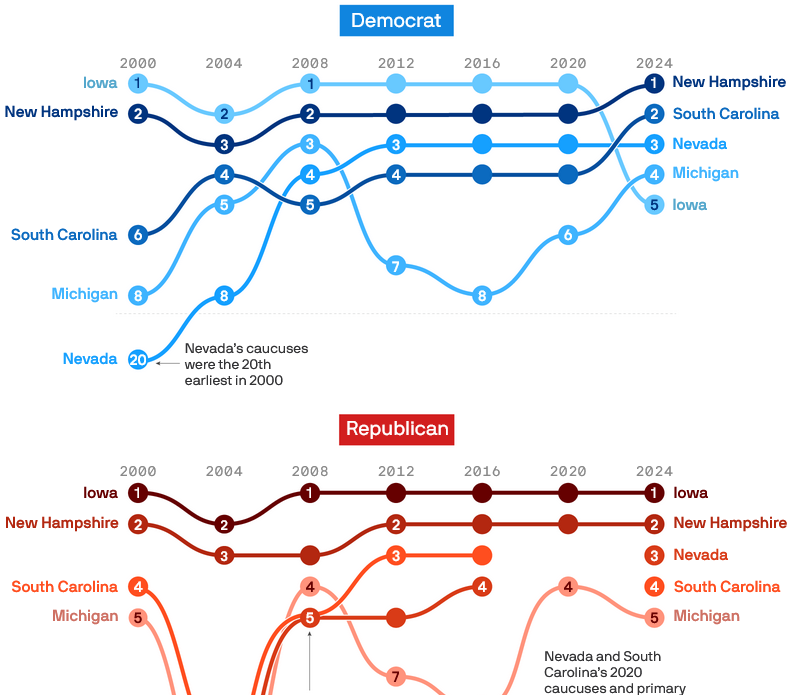 Democrat
2000 2004 2008 2012 2016 2020 2024
Iowa 1 1 1 New Hampshire
New Hampshire 2 2 2 2 South Carolina
3 3 3 3 Nevada
4 4 4 4 Michigan
5 5 5 Iowa
South Carolina 6 6
7
Michigan 8 8 8
Nevada 20
Nevada's caucuses
were the 20th
earliest in 2000
Republican
2000 2004 2008 2012 2016 2020 2024
Iowa 1 1 1 Iowa
New Hampshire 2 2 2 2 New Hampshire
3 3 3 Nevada
South Carolina 4 4 4 4 4 South Carolina
Michigan 5 5 5 Michigan
7
Nevada and South
Carolina's 2020
caucuses and primary